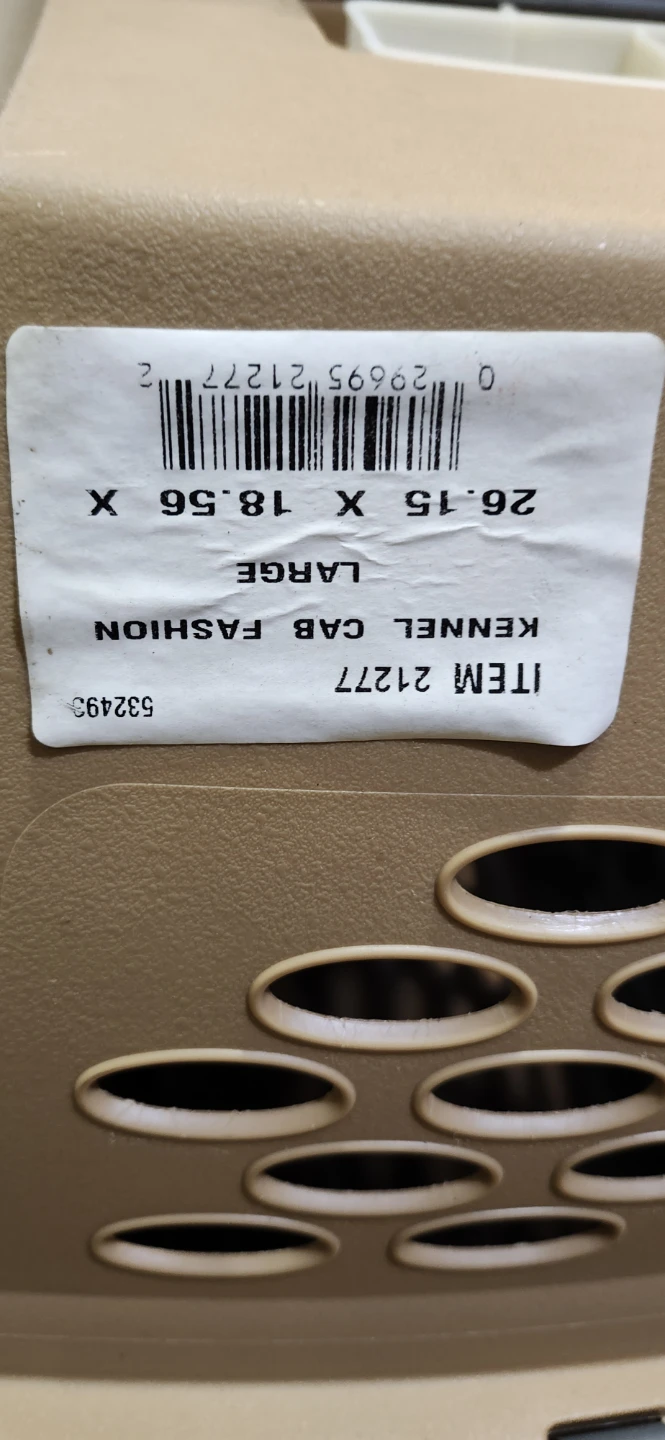 532493
ITEM 21277
KENNEL CAB FASHION
LARGE
26.15 X 18.56 X
0 29695 21277 2